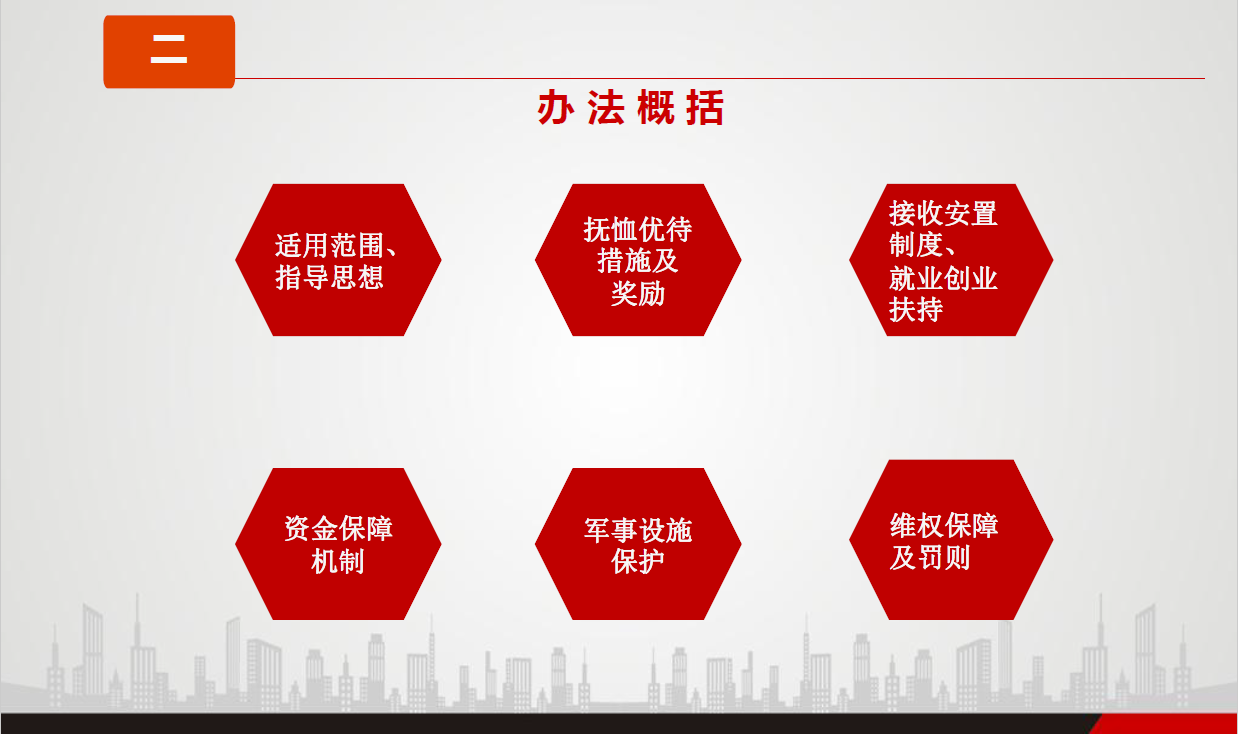 二
办法概括
适用范围、
指导思想
抚恤优待
措施及
奖励
接收安置
制度、
就业创业
扶持
资金保障
机制
军事设施
保护
维权保障
及罚则